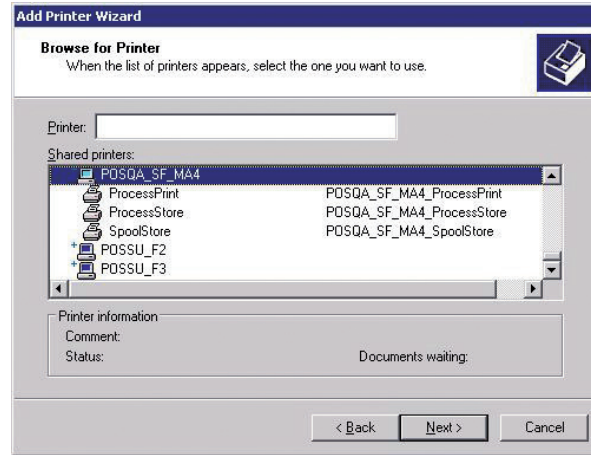 Add Printer Wizard
Browse for Printer
When the list of printers appears, select the one you want to use.
Printer:
Shared printers:
POSQA_SF_MA4
ProcessPrint POSQA_SF_MA4_ProcessPrint
ProcessStore POSQA_SF_MA4_ProcessStore
SpoolStore POSQA_SF_MA4_SpoolStore
POSSU_F2
POSSU_F3
Printer information
Comment:
Status: Documents waiting:
< Back Next > Cancel